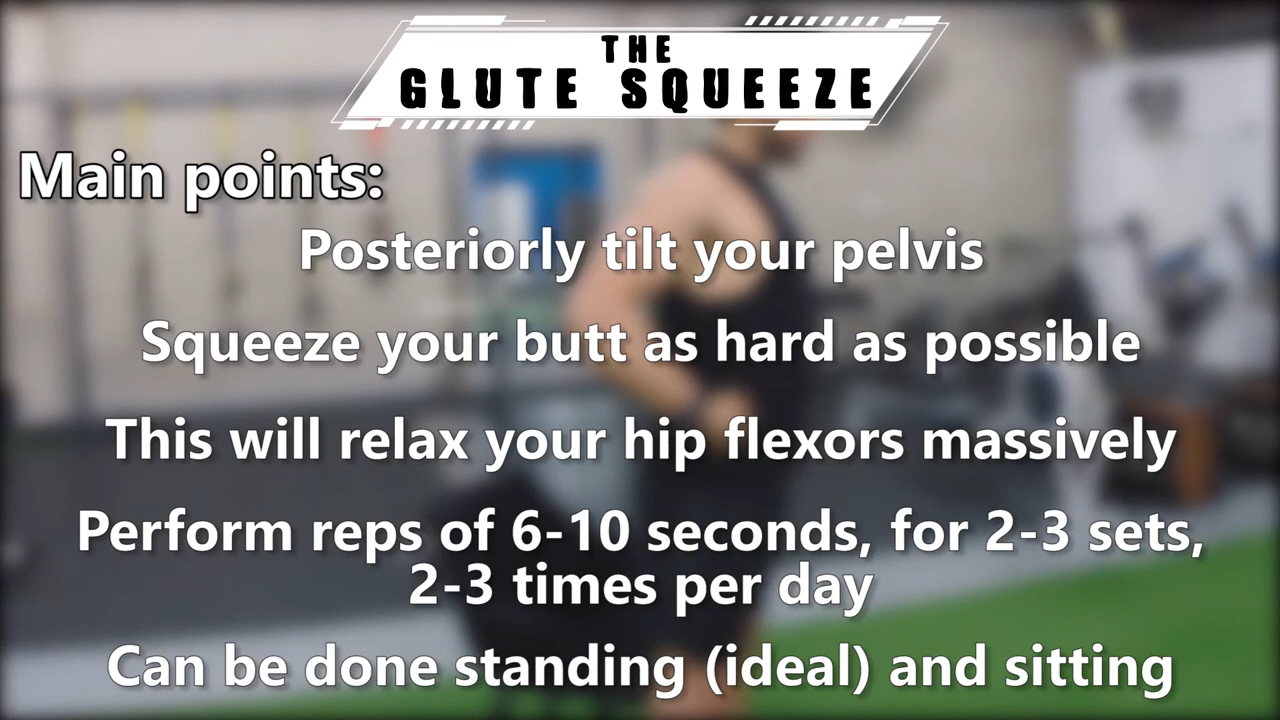 THE
GLUTE SQUEEZE
Main points:
Posteriorly tilt your pelvis
Squeeze your butt as hard as possible
This will relax your hip flexors massively
Perform reps of 6-10 seconds, for 2-3 sets,
2-3 times per day
Can be done standing (ideal) and sitting